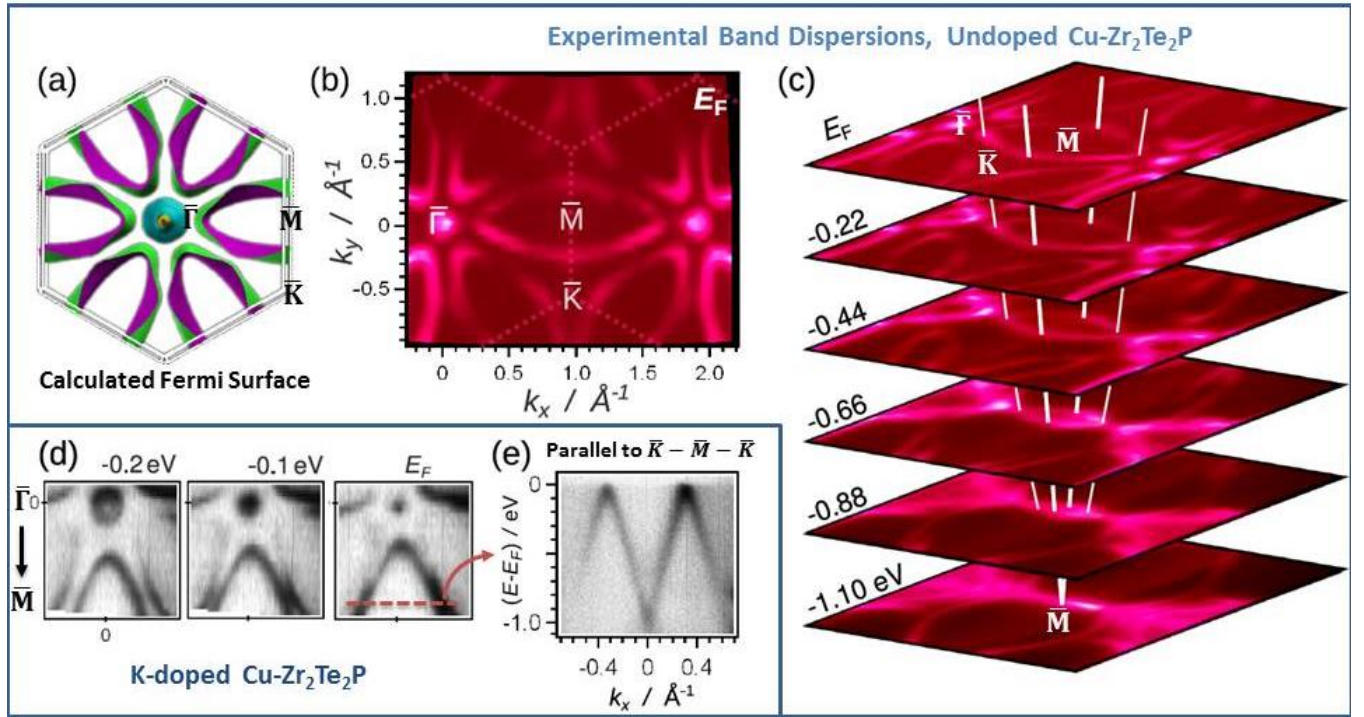 Experimental Band Dispersions, Undoped Cu-Zr₂Te₂P
(a)
Γ̅
M̅
K̅
Calculated Fermi Surface
(b)
E_F
1.0
0.5
0
-0.5
k_y / Å⁻¹
Γ̅
M̅
K̅
0 0.5 1.0 1.5 2.0
k_x / Å⁻¹
(c)
E_F
Γ̅
M̅
K̅
-0.22
-0.44
-0.66
-0.88
-1.10 eV
M̅
(d)
-0.2 eV -0.1 eV E_F
Γ̅
0
M̅
0
K-doped Cu-Zr₂Te₂P
(e)
Parallel to K̅ − M̅ − K̅
0
-1.0
(E-E_F) / eV
-0.4 0 0.4
k_x / Å⁻¹